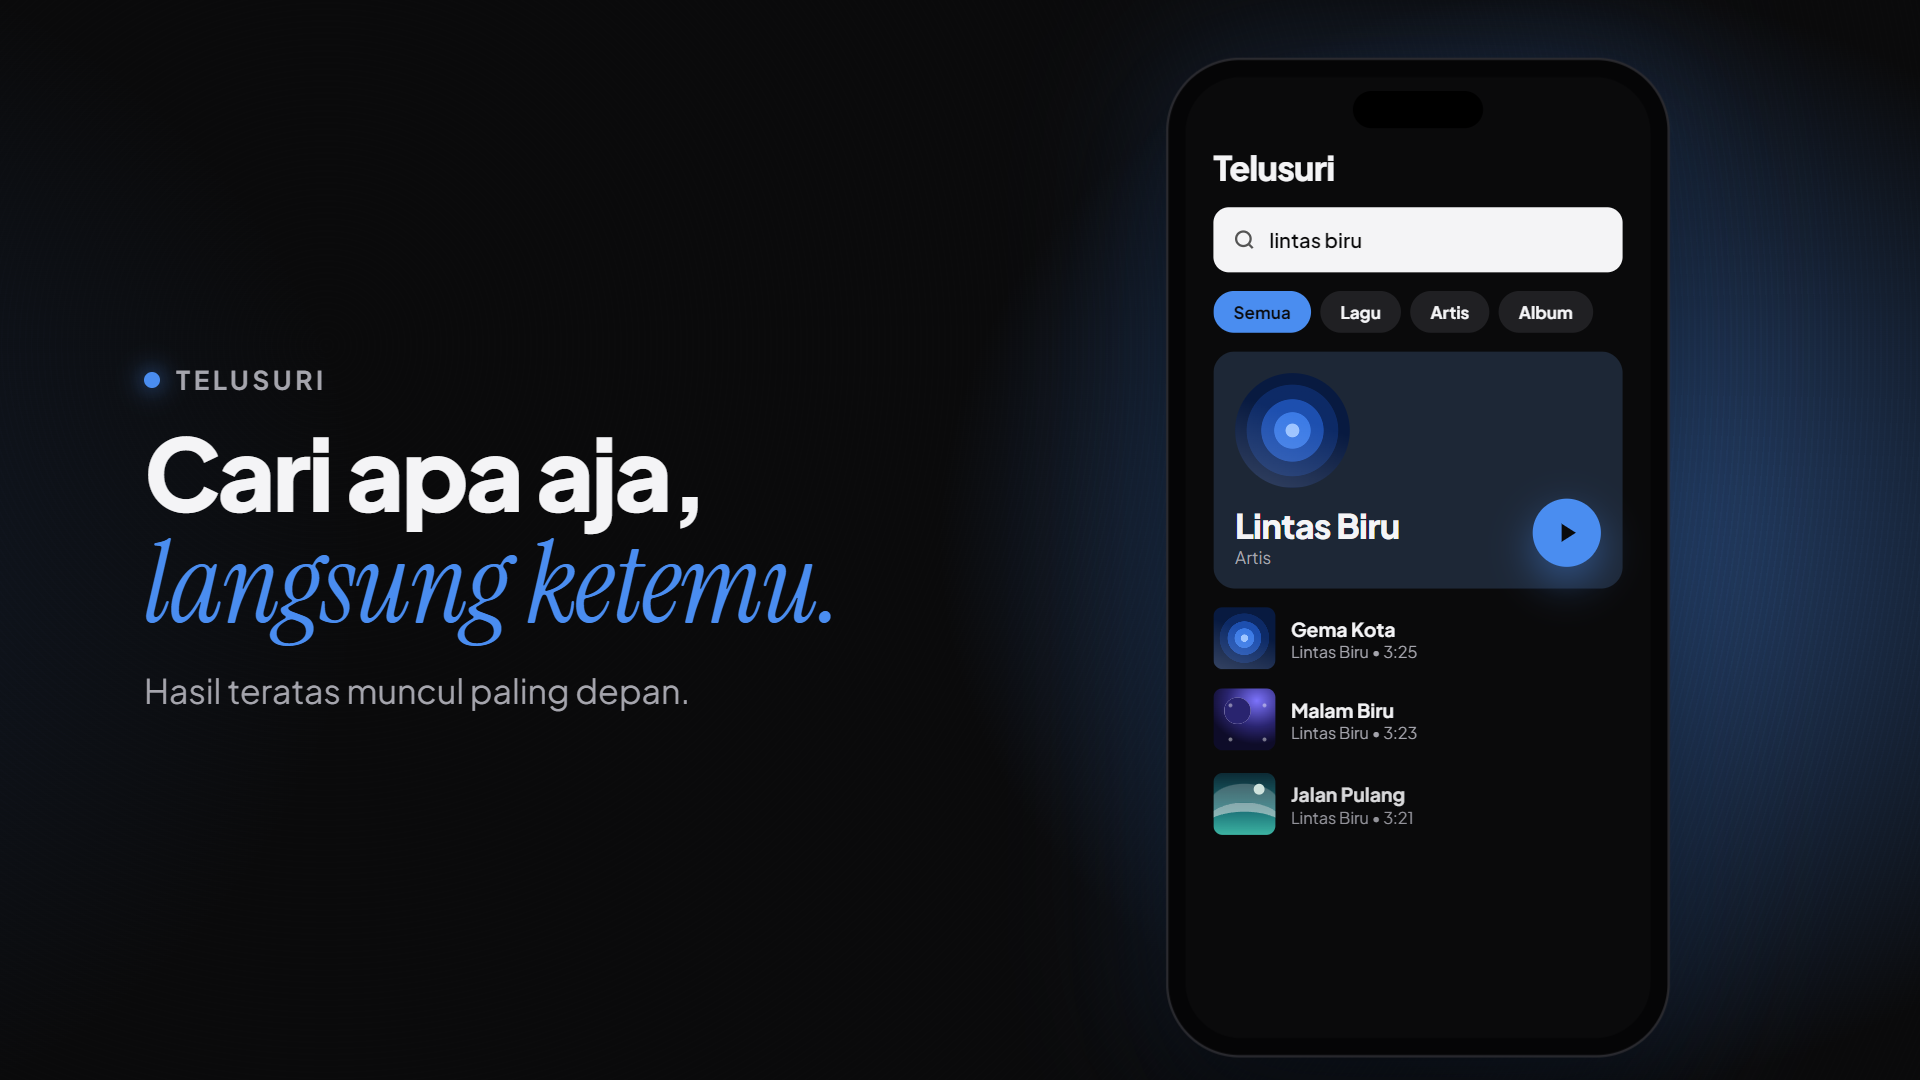 TELUSURI
Cari apa aja,
langsung ketemu.
Hasil teratas muncul paling depan.
Telusuri
lintas biru
Semua
Lagu
Artis
Album
Lintas Biru
Artis
Gema Kota
Lintas Biru • 3:25
Malam Biru
Lintas Biru • 3:23
Jalan Pulang
Lintas Biru • 3:21